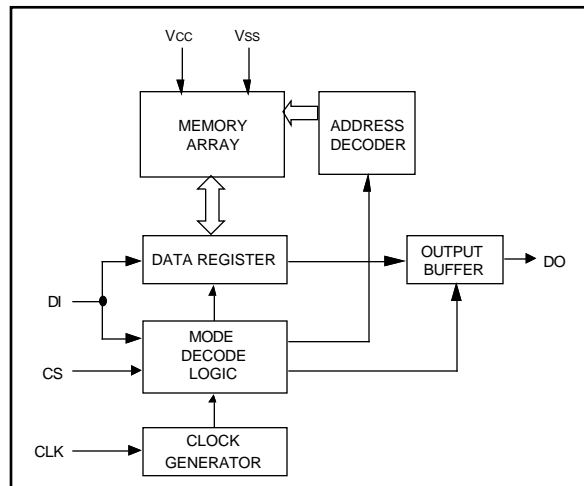 Vcc Vss
MEMORY
ARRAY
ADDRESS
DECODER
DATA REGISTER
OUTPUT
BUFFER
DO
DI
MODE
DECODE
LOGIC
CS
CLK
CLOCK
GENERATOR